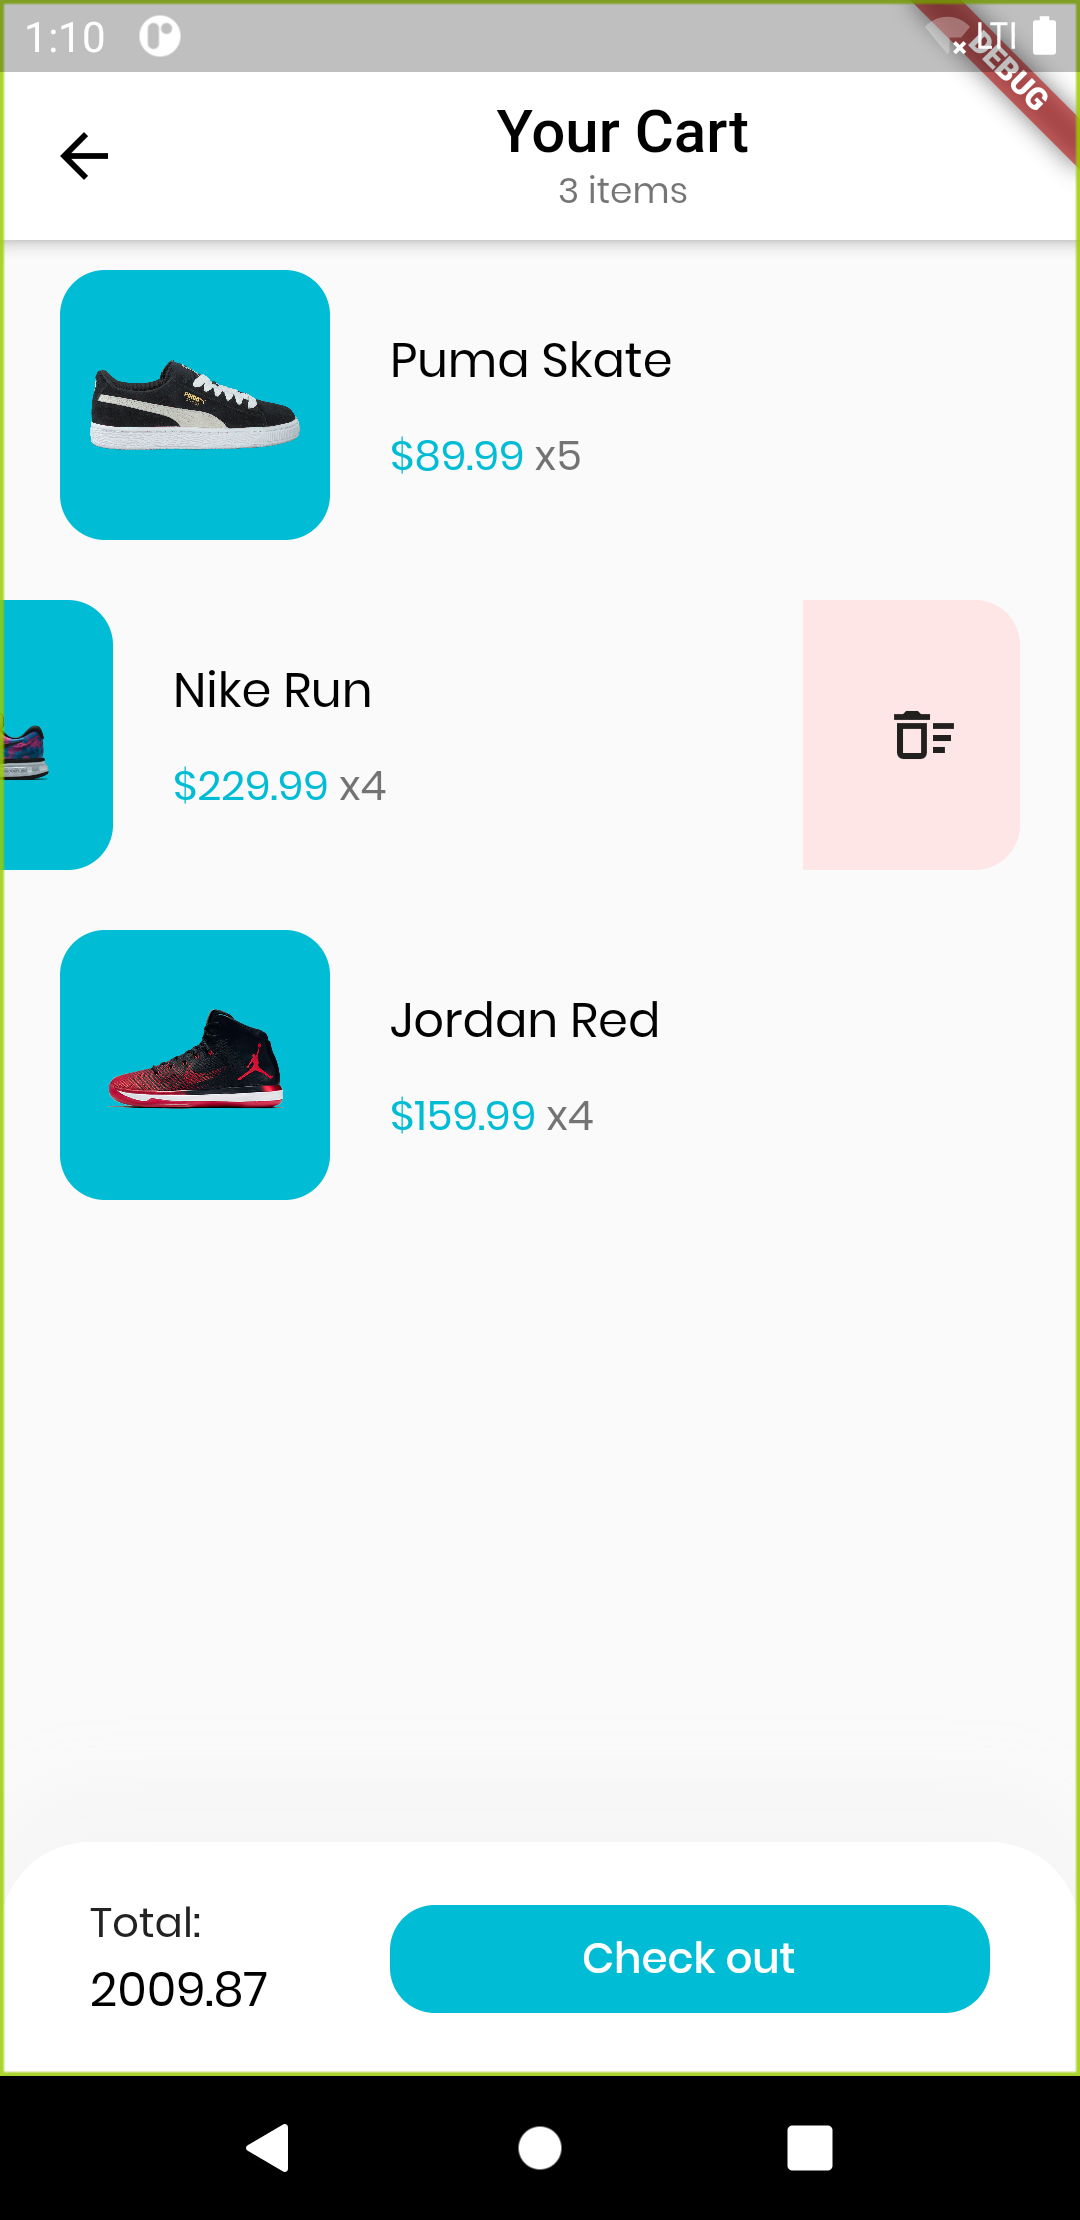 1:10
LTI
DEBUG
Your Cart
3 items
Puma Skate
$89.99 x5
Nike Run
$229.99 x4
Jordan Red
$159.99 x4
Total:
2009.87
Check out